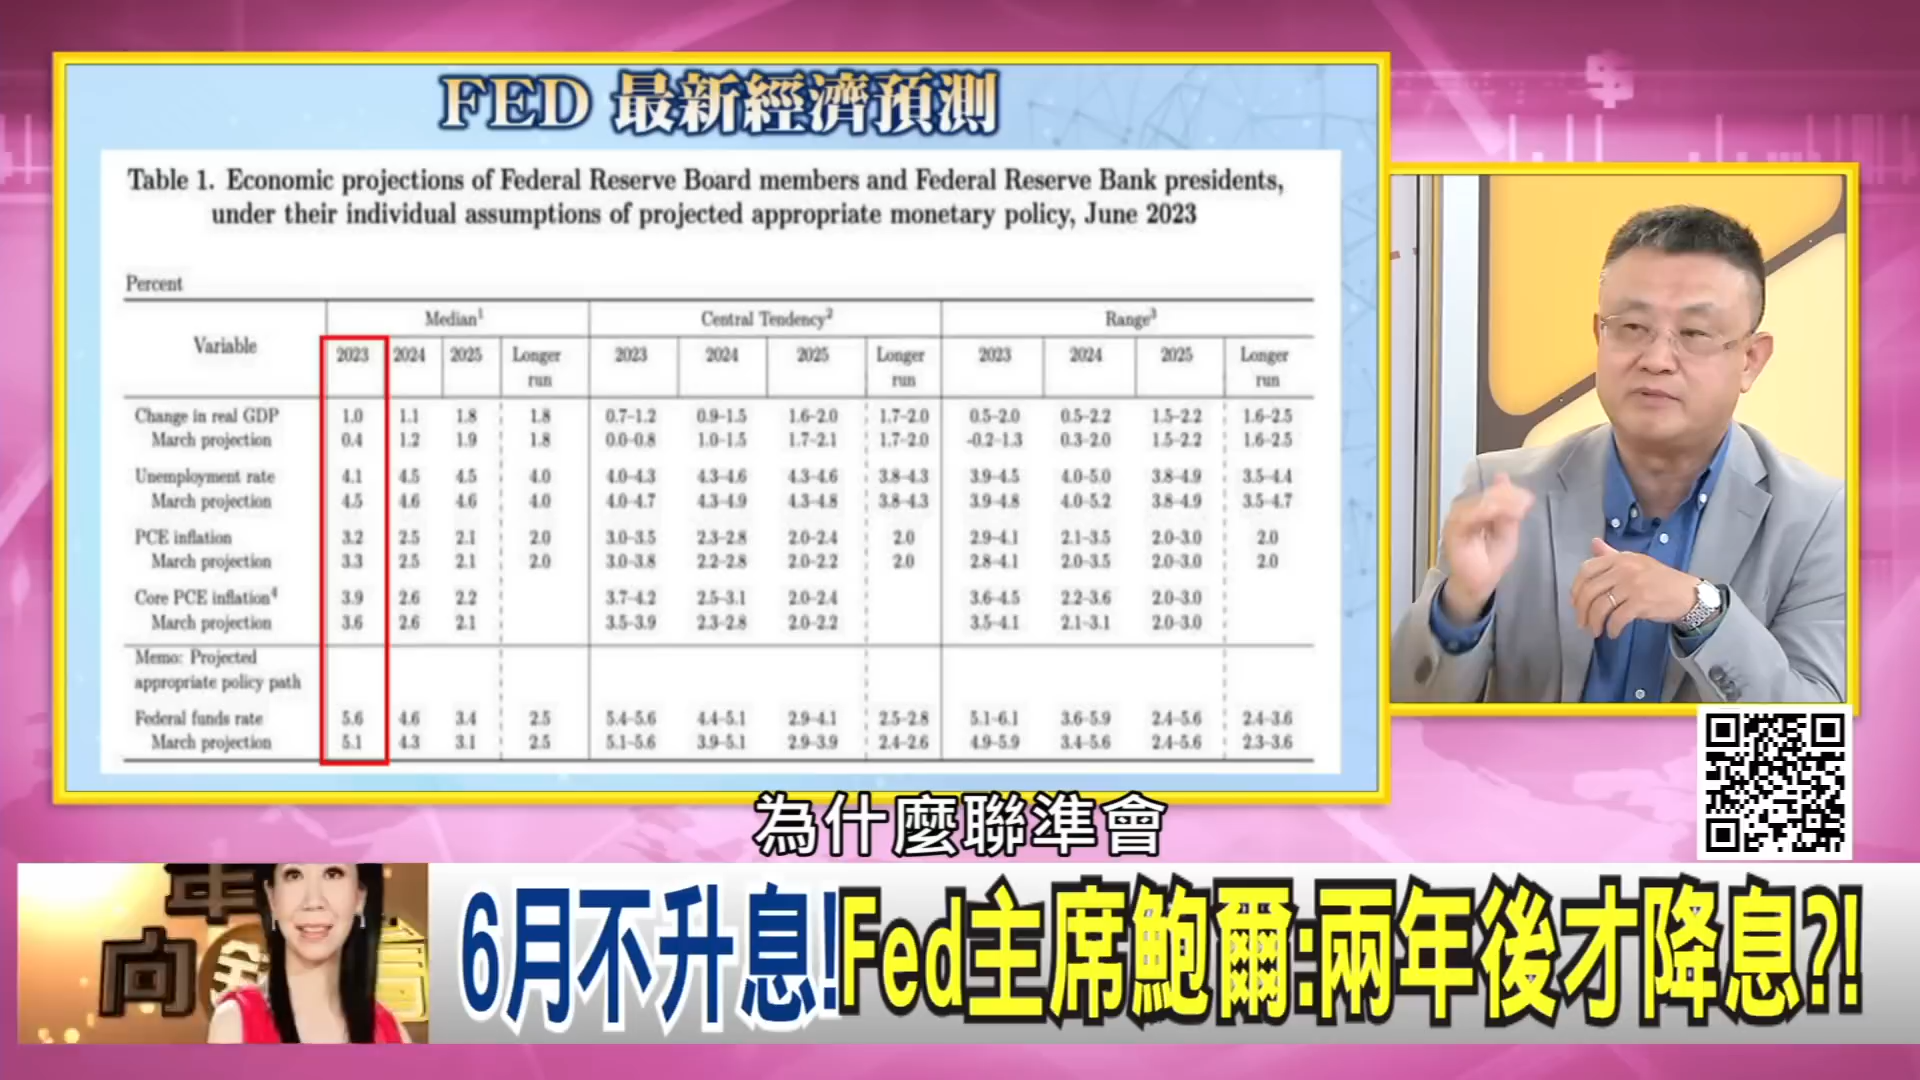 FED 最新經濟預測
Table 1. Economic projections of Federal Reserve Board members and Federal Reserve Bank presidents,
under their individual assumptions of projected appropriate monetary policy, June 2023
Percent
Variable Median¹ Central Tendency² Range³
2023 2024 2025 Longer run 2023 2024 2025 Longer run 2023 2024 2025 Longer run
Change in real GDP 1.0 1.1 1.8 1.8 0.7–1.2 0.9–1.5 1.6–2.0 1.7–2.0 0.5–2.0 0.5–2.2 1.5–2.2 1.6–2.5
March projection 0.4 1.2 1.9 1.8 0.0–0.8 1.0–1.5 1.7–2.1 1.7–2.0 -0.2–1.3 0.3–2.0 1.5–2.2 1.6–2.5
Unemployment rate 4.1 4.5 4.5 4.0 4.0–4.3 4.3–4.6 4.3–4.6 3.8–4.3 3.9–4.5 4.0–5.0 3.8–4.9 3.5–4.4
March projection 4.5 4.6 4.6 4.0 4.0–4.7 4.3–4.9 4.3–4.8 3.8–4.3 3.9–4.8 4.0–5.2 3.8–4.9 3.5–4.7
PCE inflation 3.2 2.5 2.1 2.0 3.0–3.5 2.3–2.8 2.0–2.4 2.0 2.9–4.1 2.1–3.5 2.0–3.0 2.0
March projection 3.3 2.5 2.1 2.0 3.0–3.8 2.2–2.8 2.0–2.2 2.0 2.8–4.1 2.0–3.5 2.0–3.0 2.0
Core PCE inflation⁴ 3.9 2.6 2.2 3.7–4.2 2.5–3.1 2.0–2.4 3.6–4.5 2.2–3.6 2.0–3.0
March projection 3.6 2.6 2.1 3.5–3.9 2.3–2.8 2.0–2.2 3.5–4.1 2.1–3.1 2.0–3.0
Memo: Projected
appropriate policy path
Federal funds rate 5.6 4.6 3.4 2.5 5.4–5.6 4.4–5.1 2.9–4.1 2.5–2.8 5.1–6.1 3.6–5.9 2.4–5.6 2.4–3.6
March projection 5.1 4.3 3.1 2.5 5.1–5.6 3.9–5.1 2.9–3.9 2.4–2.6 4.9–5.9 3.4–5.6 2.4–5.6 2.3–3.6
為什麼聯準會
年
向
6月不升息!Fed主席鮑爾:兩年後才降息?!